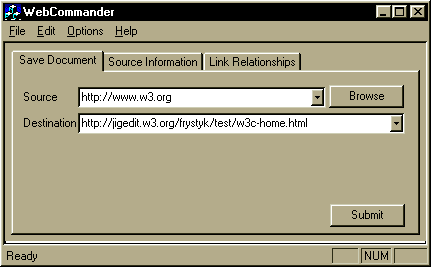 WebCommander
File Edit Options Help
Save Document Source Information Link Relationships
Source http://www.w3.org Browse
Destination http://jigedit.w3.org/frystyk/test/w3c-home.html
Submit
Ready NUM